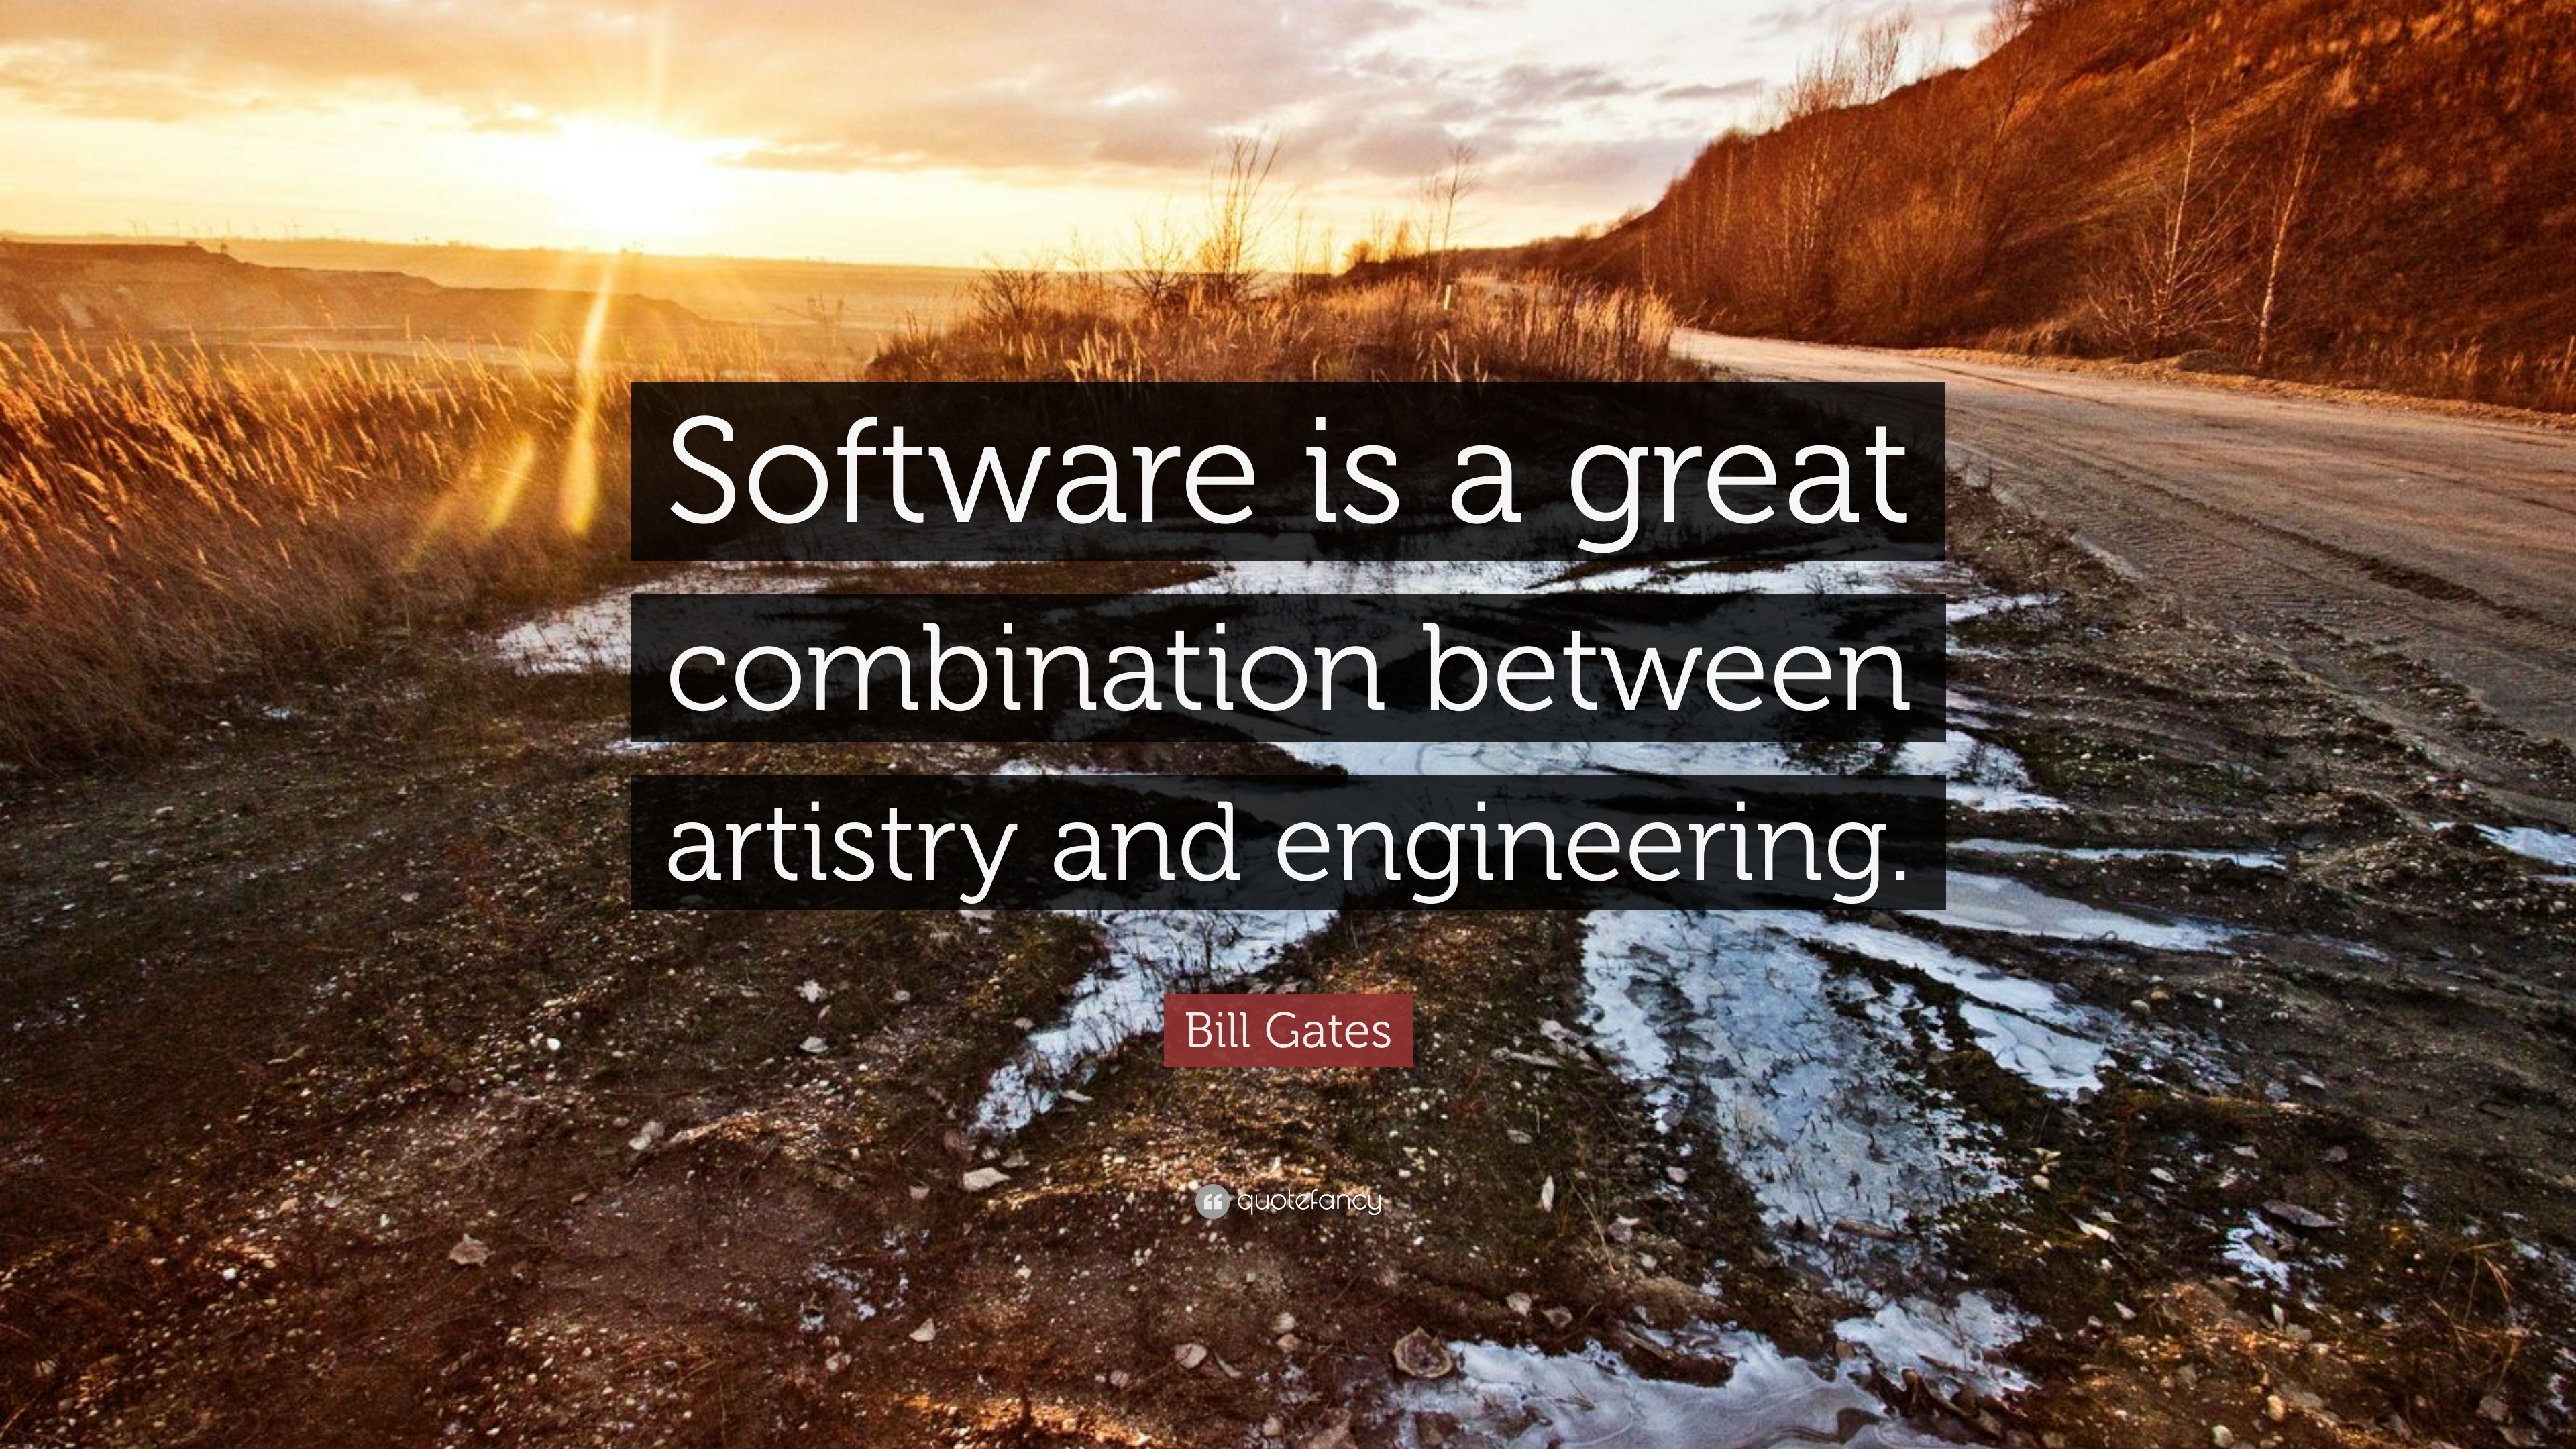 Software is a great
combination between
artistry and engineering.
Bill Gates
quotefancy